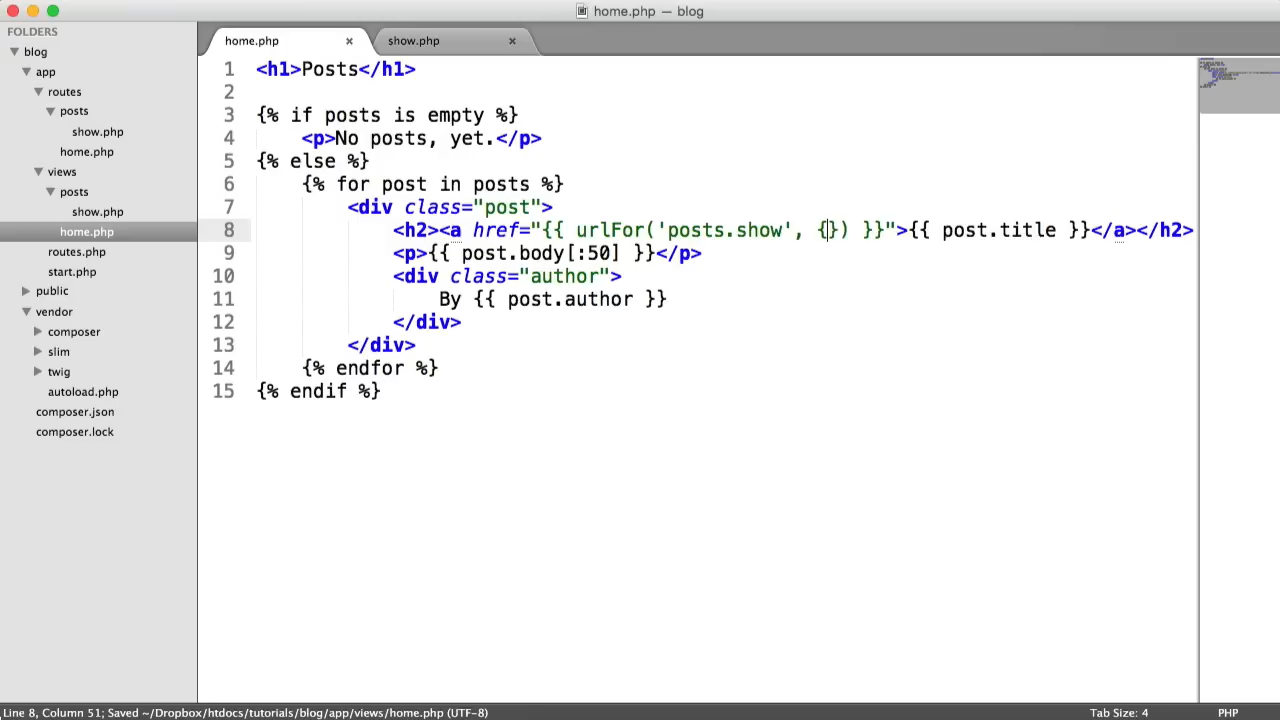 home.php — blog
FOLDERS
blog
app
routes
posts
show.php
home.php
views
posts
show.php
home.php
routes.php
start.php
public
vendor
composer
slim
twig
autoload.php
composer.json
composer.lock
home.php ×
show.php ×
1 <h1>Posts</h1>
2
3 {% if posts is empty %}
4 <p>No posts, yet.</p>
5 {% else %}
6 {% for post in posts %}
7 <div class="post">
8 <h2><a href="{{ urlFor('posts.show', {}) }}">{{ post.title }}</a></h2>
9 <p>{{ post.body[:50] }}</p>
10 <div class="author">
11 By {{ post.author }}
12 </div>
13 </div>
14 {% endfor %}
15 {% endif %}
Line 8, Column 51; Saved ~/Dropbox/htdocs/tutorials/blog/app/views/home.php (UTF-8)
Tab Size: 4
PHP